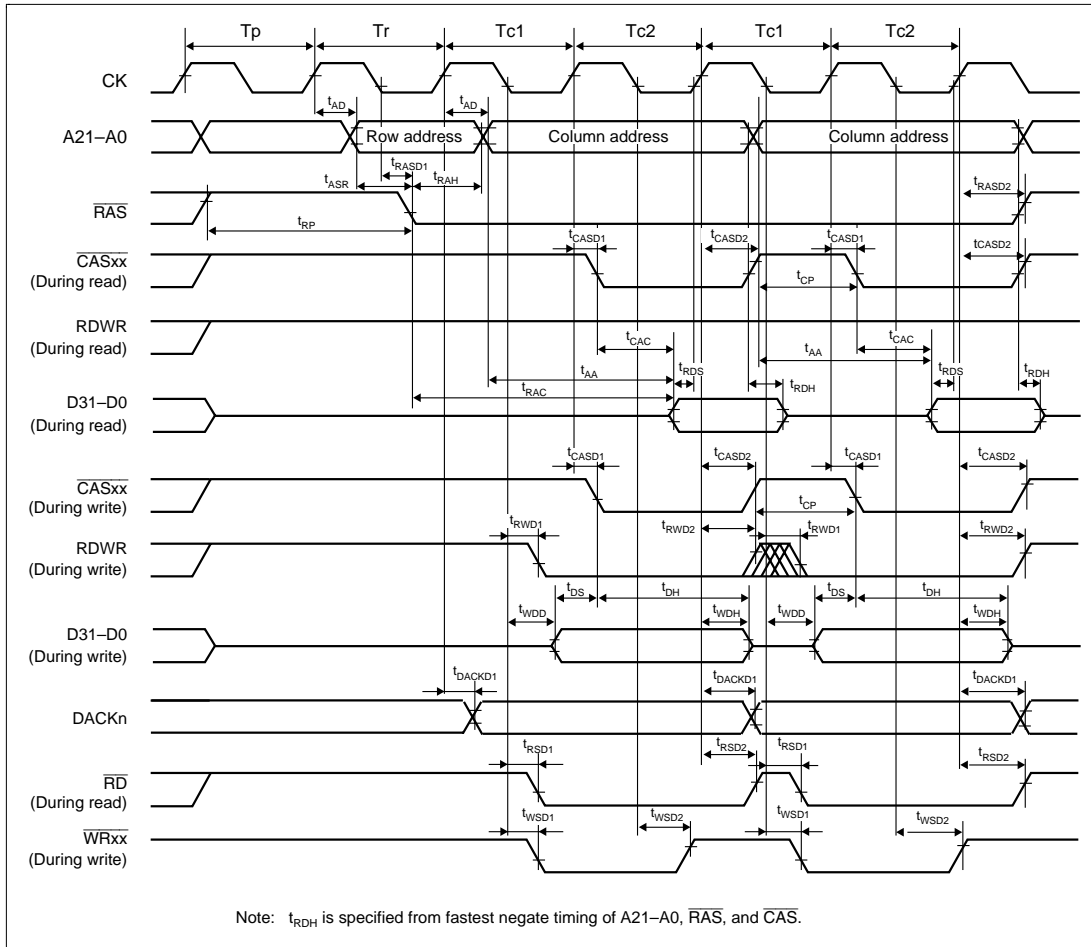 Tp Tr Tc1 Tc2 Tc1 Tc2
CK
tAD tAD
A21–A0 Row address Column address Column address
tRASD1
tASR tRAH tRASD2
RAS
tRP
tCASD1 tCASD2 tCASD1 tCASD2
CASxx
(During read)
tCP
RDWR
(During read)
tCAC tCAC
tAA tAA
tRDS tRDS
tRAC tRDH tRDH
D31–D0
(During read)
tCASD1 tCASD2 tCASD1 tCASD2
CASxx
(During write)
tCP
tRWD1 tRWD2 tRWD1 tRWD2
RDWR
(During write)
tDS tDH tDS tDH
tWDD tWDH tWDD tWDH
D31–D0
(During write)
tDACKD1 tDACKD1 tDACKD1
DACKn
tRSD1 tRSD2 tRSD1 tRSD2
RD
(During read)
tWSD1 tWSD2 tWSD1 tWSD2
WRxx
(During write)
Note: tRDH is specified from fastest negate timing of A21–A0, RAS, and CAS.